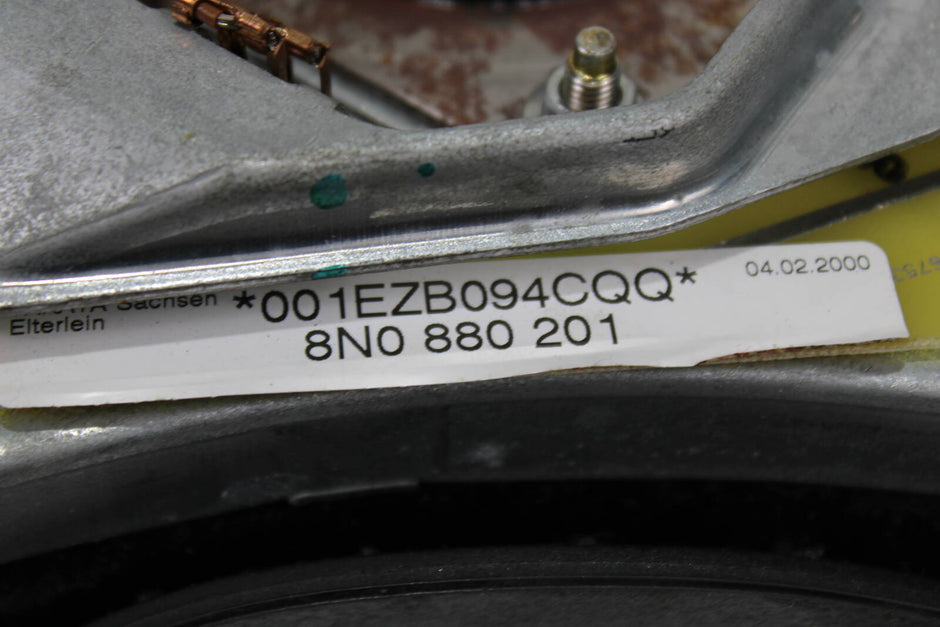 Sachsen *001EZB094CQQ* 04.02.2000
Elterlein 8N0 880 201